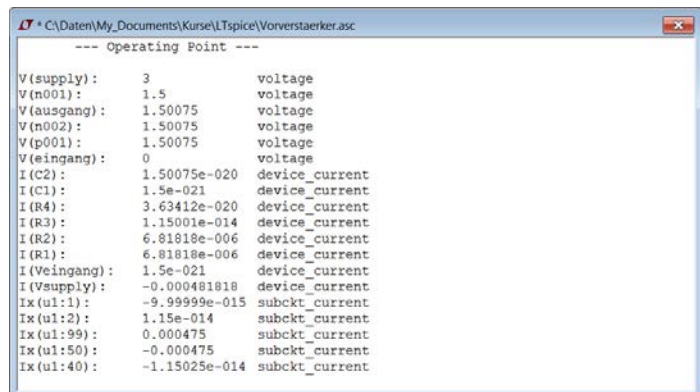 * C:\Daten\My_Documents\Kurse\LTspice\Vorverstaerker.asc
--- Operating Point ---
V(supply): 3 voltage
V(n001): 1.5 voltage
V(ausgang): 1.50075 voltage
V(n002): 1.50075 voltage
V(p001): 1.50075 voltage
V(eingang): 0 voltage
I(C2): 1.50075e-020 device_current
I(C1): 1.5e-021 device_current
I(R4): 3.63412e-020 device_current
I(R3): 1.15001e-014 device_current
I(R2): 6.81818e-006 device_current
I(R1): 6.81818e-006 device_current
I(Veingang): 1.5e-021 device_current
I(Vsupply): -0.000481818 device_current
Ix(u1:1): -9.99999e-015 subckt_current
Ix(u1:2): 1.15e-014 subckt_current
Ix(u1:99): 0.000475 subckt_current
Ix(u1:50): -0.000475 subckt_current
Ix(u1:40): -1.15025e-014 subckt_current